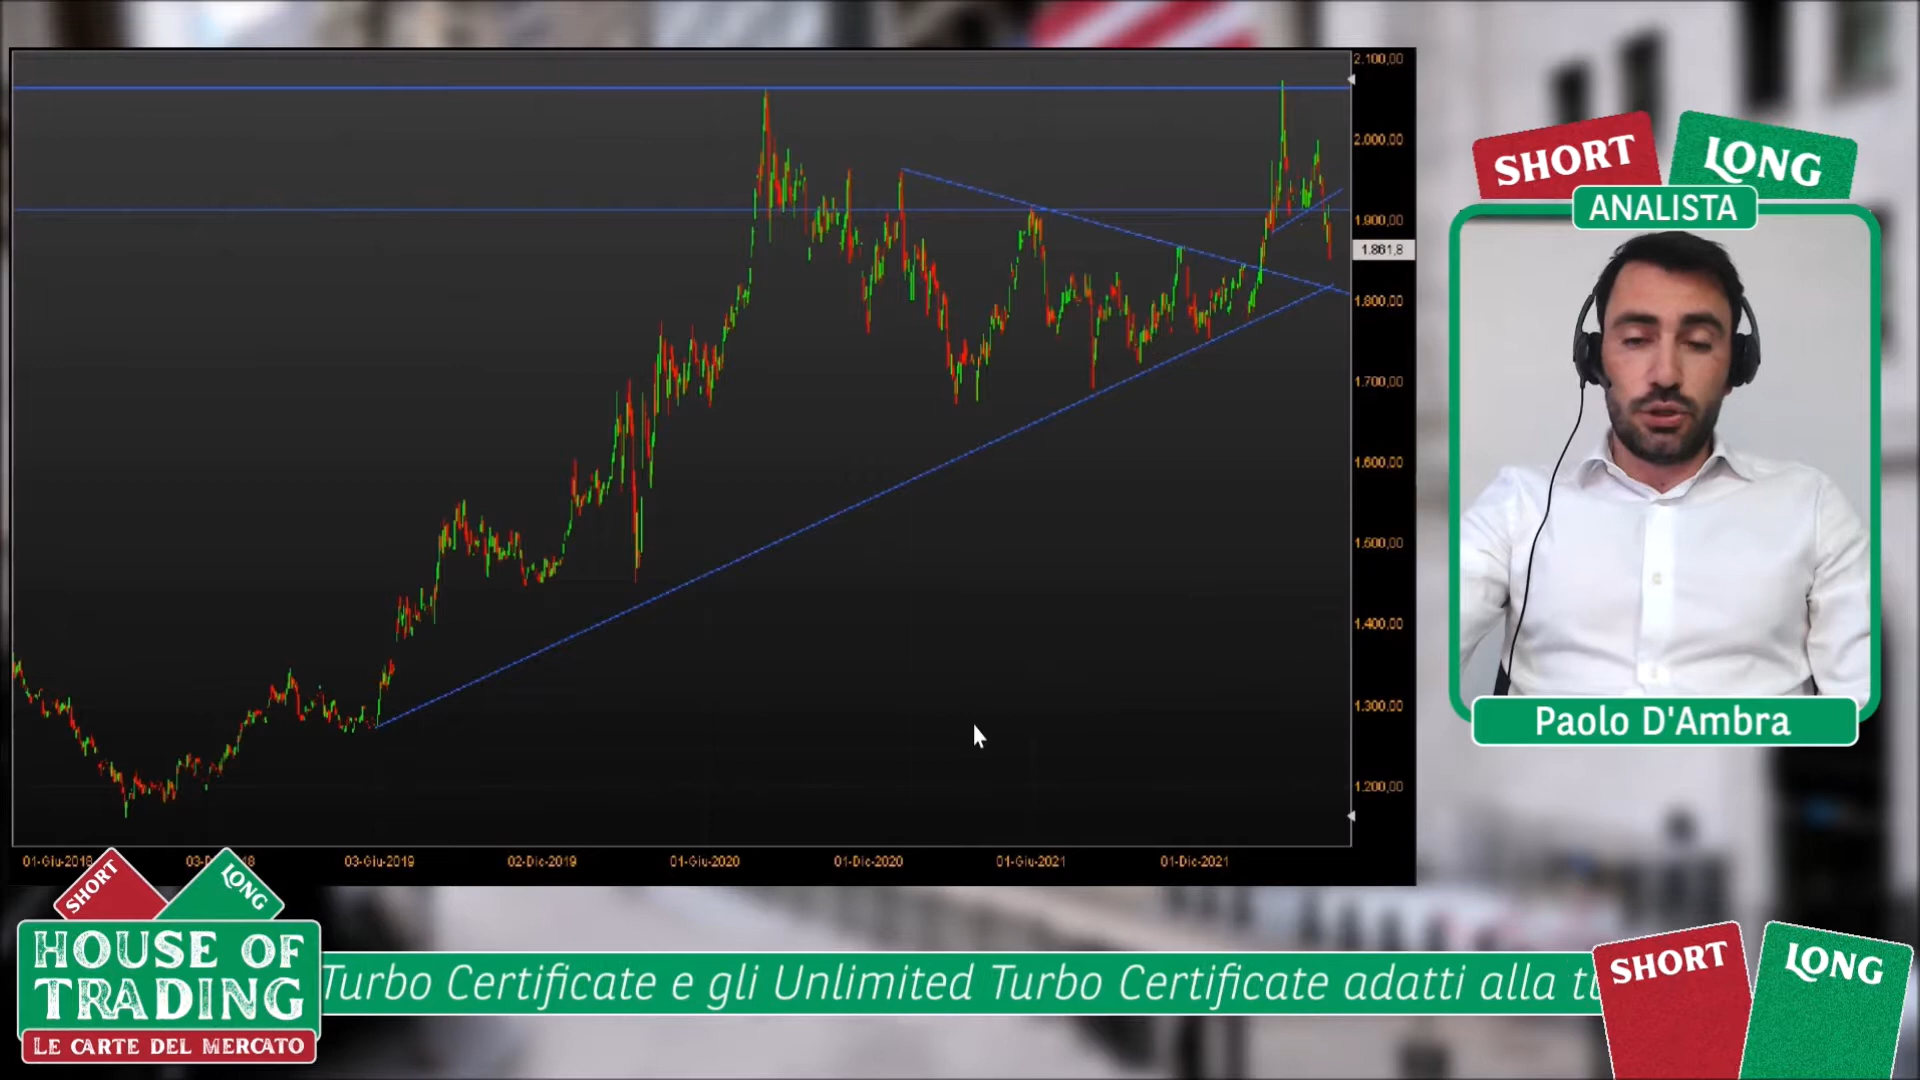 2.100,00
2.000,00
1.900,00
1.861,8
1.800,00
1.700,00
1.600,00
1.500,00
1.400,00
1.300,00
1.200,00
01-Giu-2018
03-Giu-2019
02-Dic-2019
01-Giu-2020
01-Dic-2020
01-Giu-2021
01-Dic-2021
SHORT
LONG
ANALISTA
Paolo D'Ambra
SHORT
LONG
HOUSE OF
TRADING
LE CARTE DEL MERCATO
Turbo Certificate e gli Unlimited Turbo Certificate adatti alla
SHORT
LONG